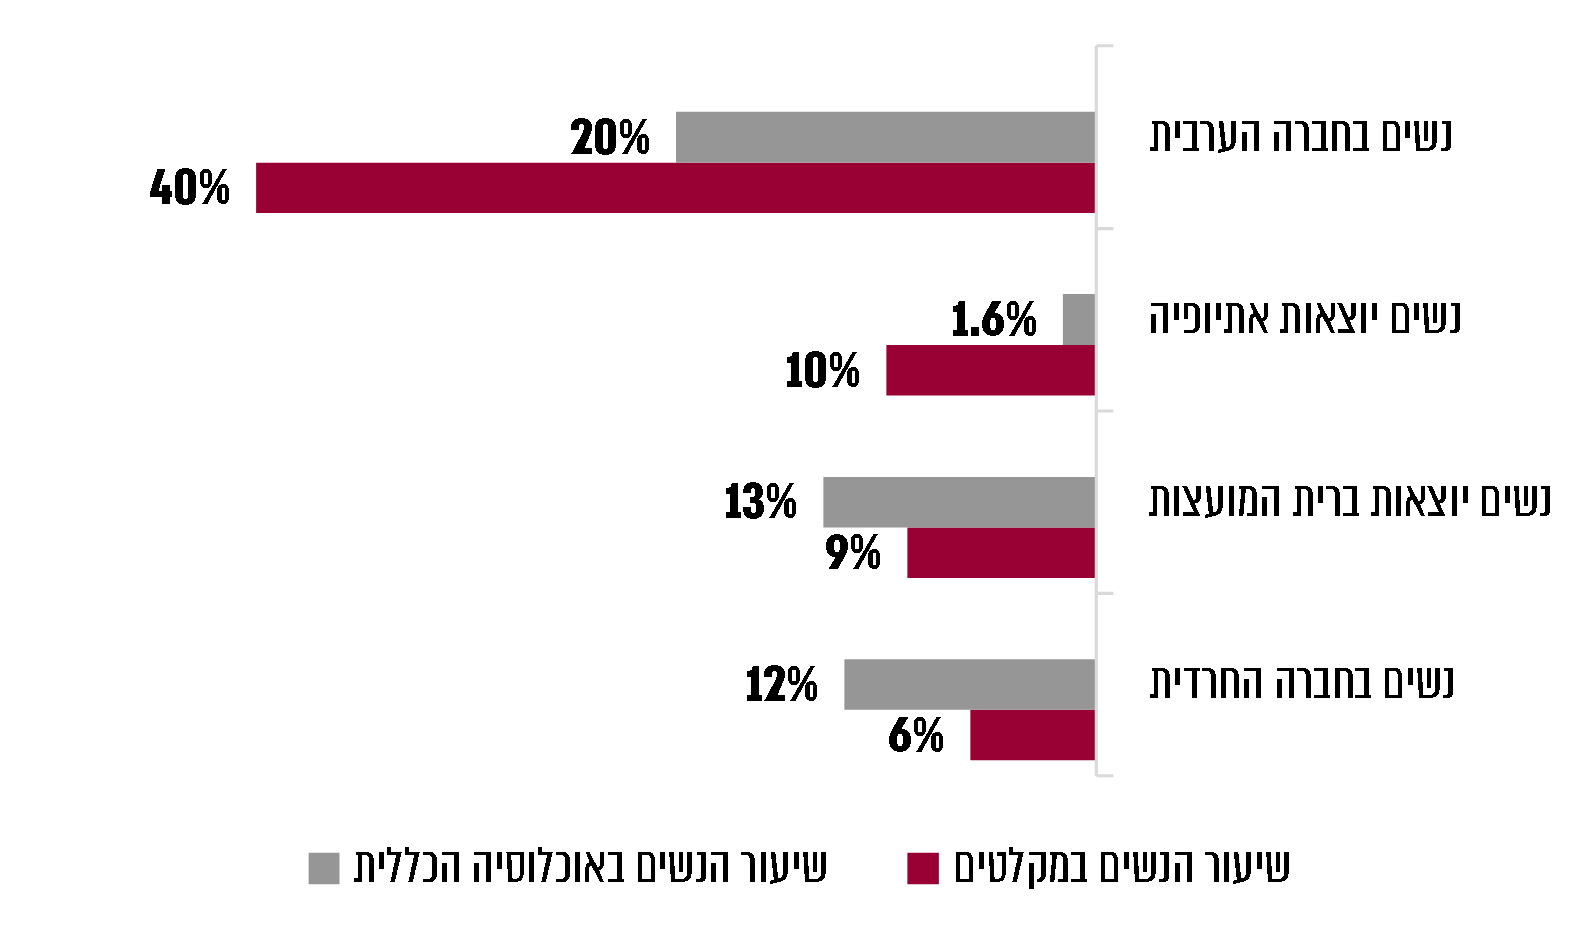 נשים בחברה הערבית
20%
40%
נשים יוצאות אתיופיה
1.6%
10%
נשים יוצאות ברית המועצות
13%
9%
נשים בחברה החרדית
12%
6%
שיעור הנשים במקלטים
שיעור הנשים באוכלוסיה הכללית